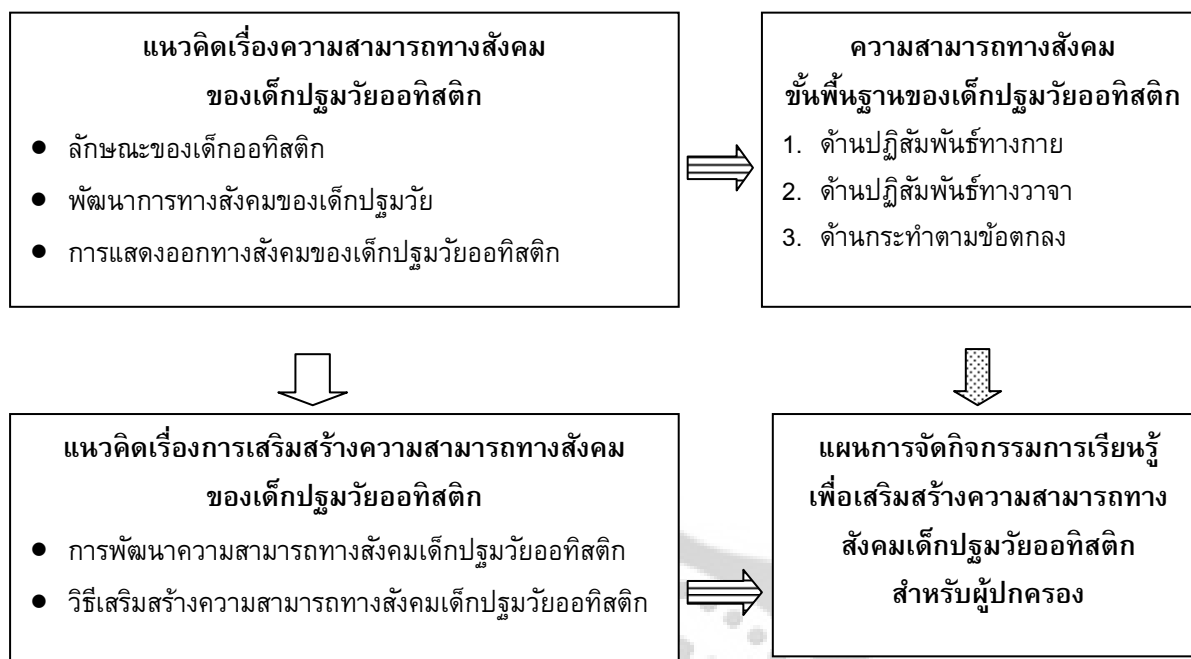 แนวคิดเรื่องความสามารถทางสังคม
ของเด็กปฐมวัยออทิสติก
● ลักษณะของเด็กออทิสติก
● พัฒนาการทางสังคมของเด็กปฐมวัย
● การแสดงออกทางสังคมของเด็กปฐมวัยออทิสติก
ความสามารถทางสังคม
ขั้นพื้นฐานของเด็กปฐมวัยออทิสติก
1. ด้านปฏิสัมพันธ์ทางกาย
2. ด้านปฏิสัมพันธ์ทางวาจา
3. ด้านกระทำตามข้อตกลง
แนวคิดเรื่องการเสริมสร้างความสามารถทางสังคม
ของเด็กปฐมวัยออทิสติก
● การพัฒนาความสามารถทางสังคมเด็กปฐมวัยออทิสติก
● วิธีเสริมสร้างความสามารถทางสังคมเด็กปฐมวัยออทิสติก
แผนการจัดกิจกรรมการเรียนรู้
เพื่อเสริมสร้างความสามารถทาง
สังคมเด็กปฐมวัยออทิสติก
สำหรับผู้ปกครอง